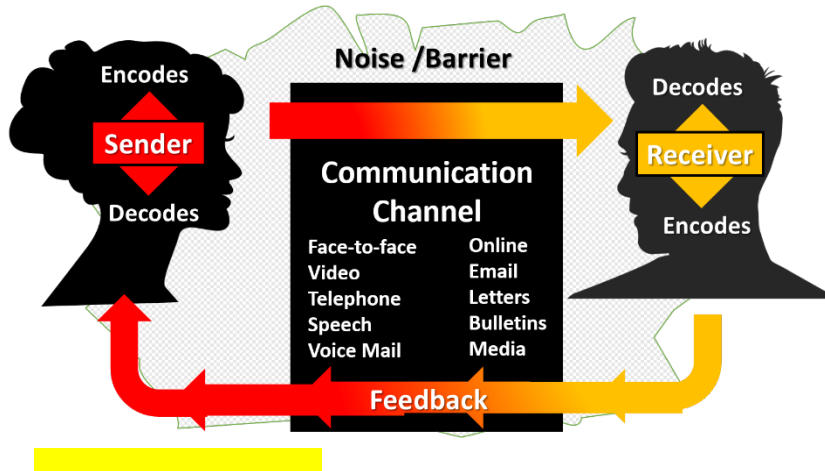 Noise /Barrier
Encodes
Sender
Decodes
Communication
Channel
Face-to-face
Video
Telephone
Speech
Voice Mail
Online
Email
Letters
Bulletins
Media
Decodes
Receiver
Encodes
Feedback